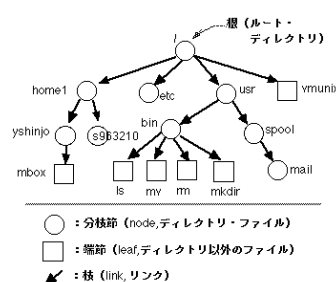 根（ルート・
ディレクトリ）
/
home1
etc
usr
vmunix
yshinjo
s963210
bin
spool
mbox
ls
mv
rm
mkdir
mail
：分枝節（node,ディレクトリ・ファイル）
：端節（leaf,ディレクトリ以外のファイル）
：枝（link, リンク）